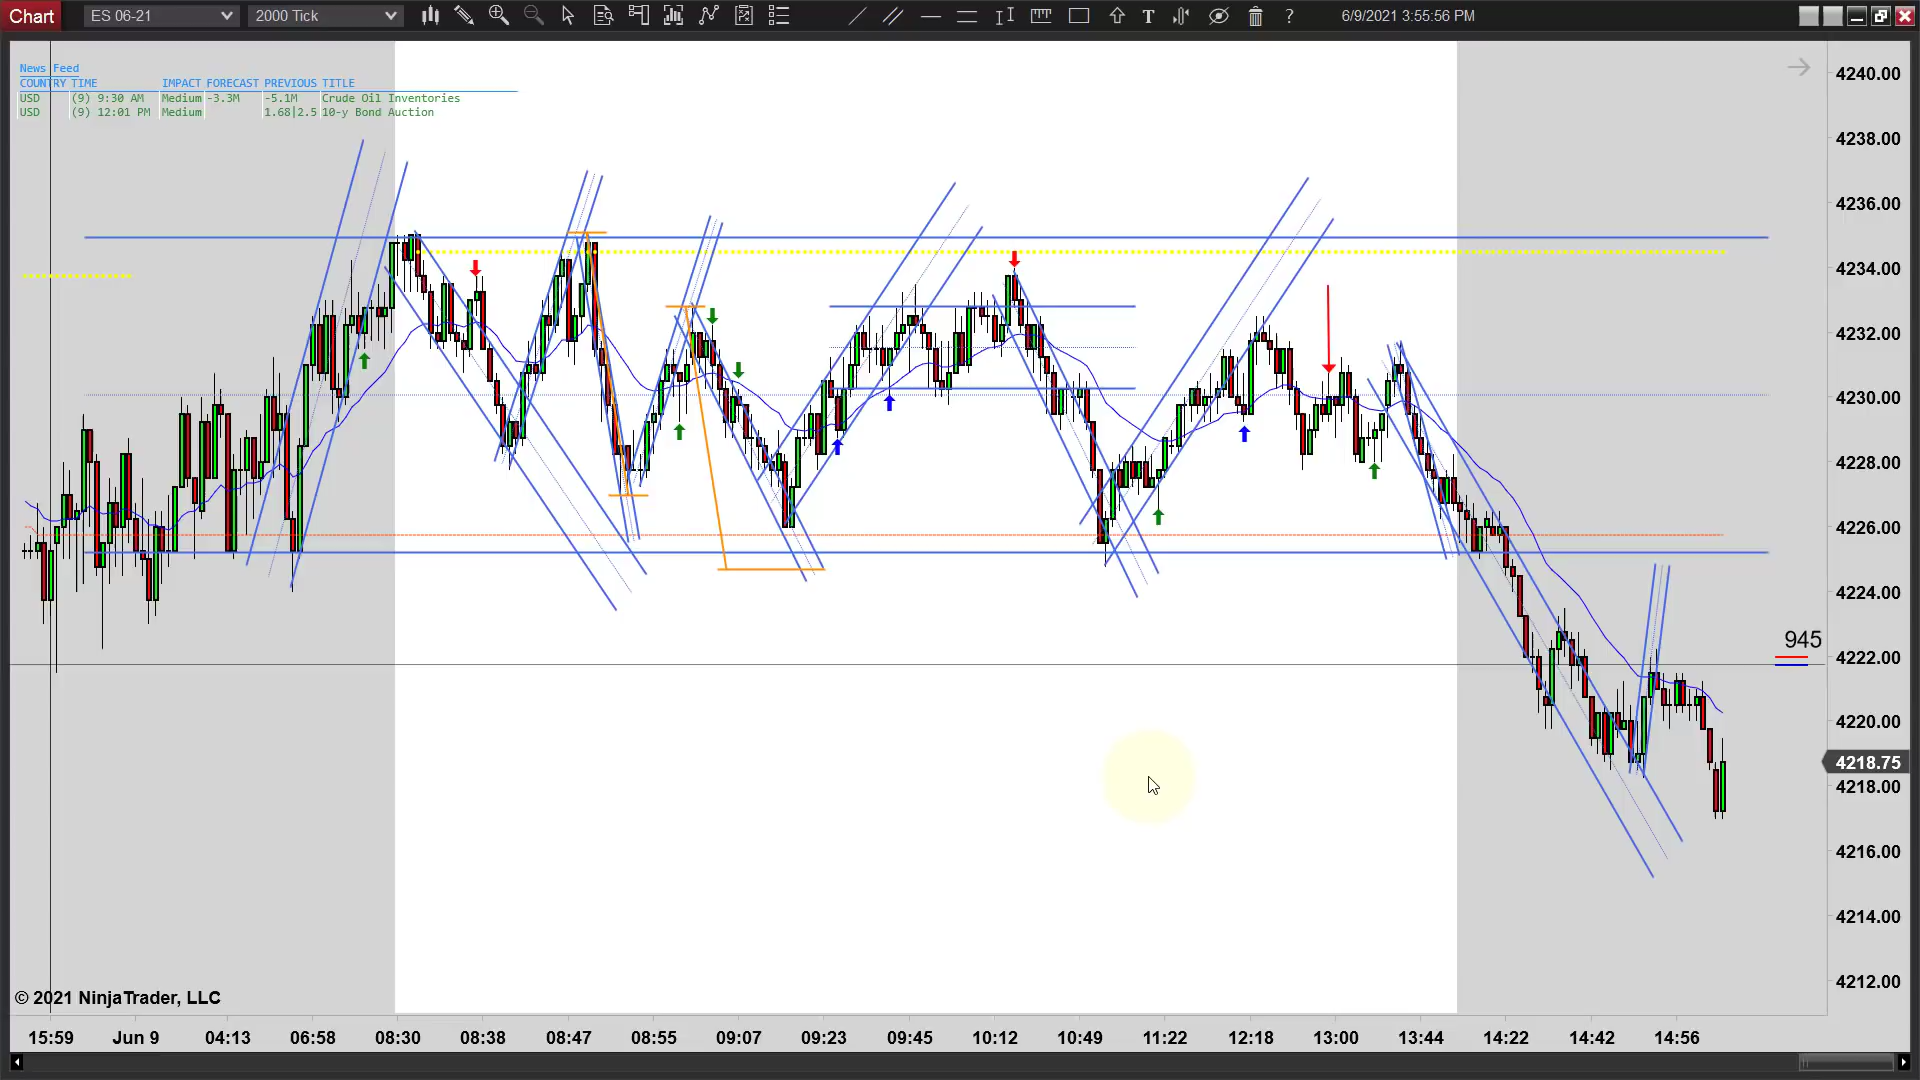 Chart ES 06-21 2000 Tick T ? 6/9/2021 3:55:56 PM
News Feed
COUNTRY TIME IMPACT FORECAST PREVIOUS TITLE
USD (9) 9:30 AM Medium -3.3M -5.1M Crude Oil Inventories
USD (9) 12:01 PM Medium 1.68|2.5 10-y Bond Auction
4240.00
4238.00
4236.00
4234.00
4232.00
4230.00
4228.00
4226.00
4224.00
945
4222.00
4220.00
4218.75
4218.00
4216.00
4214.00
4212.00
© 2021 NinjaTrader, LLC
15:59 Jun 9 04:13 06:58 08:30 08:38 08:47 08:55 09:07 09:23 09:45 10:12 10:49 11:22 12:18 13:00 13:44 14:22 14:42 14:56